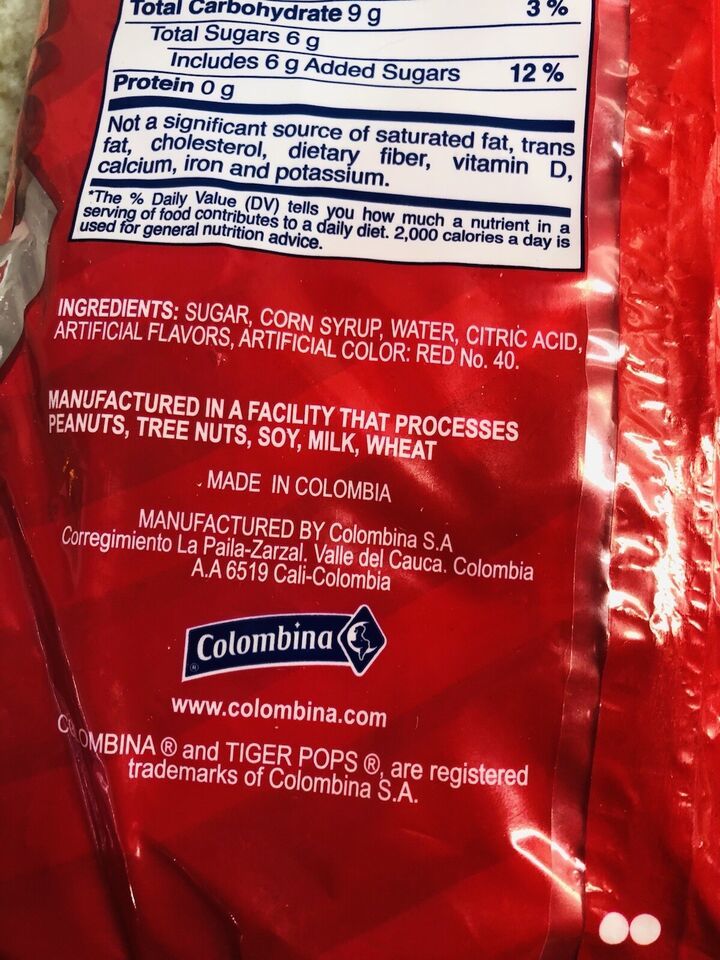 Total Carbohydrate 9 g 3 %
Total Sugars 6 g
Includes 6 g Added Sugars 12 %
Protein 0 g
Not a significant source of saturated fat, trans
fat, cholesterol, dietary fiber, vitamin D,
calcium, iron and potassium.
*The % Daily Value (DV) tells you how much a nutrient in a
serving of food contributes to a daily diet. 2,000 calories a day is
used for general nutrition advice.
INGREDIENTS: SUGAR, CORN SYRUP, WATER, CITRIC ACID,
ARTIFICIAL FLAVORS, ARTIFICIAL COLOR: RED No. 40.
MANUFACTURED IN A FACILITY THAT PROCESSES
PEANUTS, TREE NUTS, SOY, MILK, WHEAT
MADE IN COLOMBIA
MANUFACTURED BY Colombina S.A
Corregimiento La Paila-Zarzal. Valle del Cauca. Colombia
A.A 6519 Cali-Colombia
Colombina ®
www.colombina.com
COLOMBINA ® and TIGER POPS ®, are registered
trademarks of Colombina S.A.